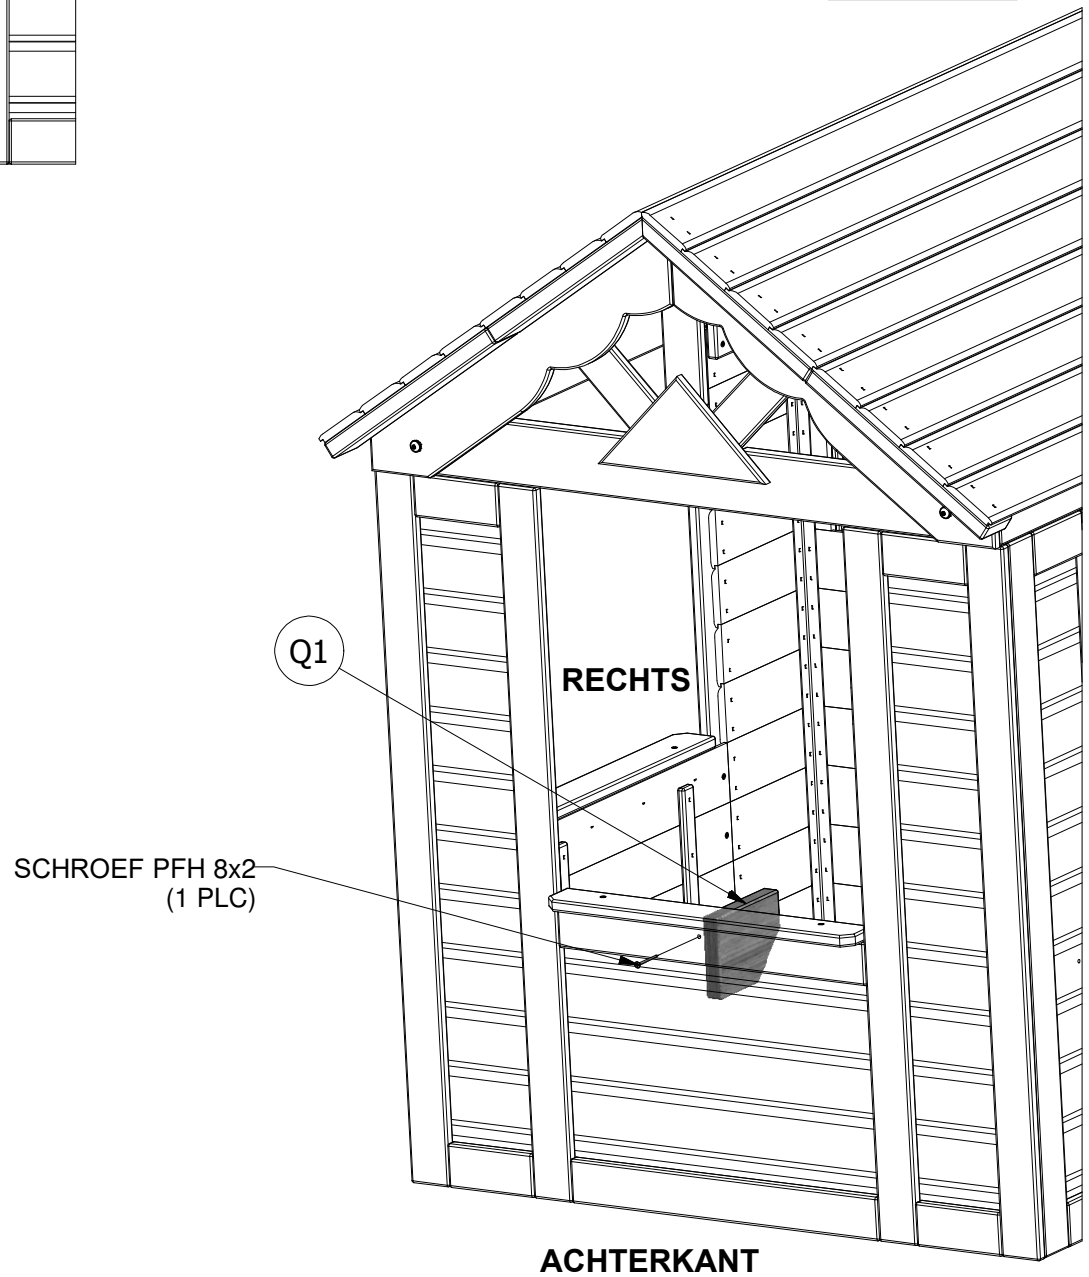 Q1
RECHTS
SCHROEF PFH 8x2
(1 PLC)
ACHTERKANT